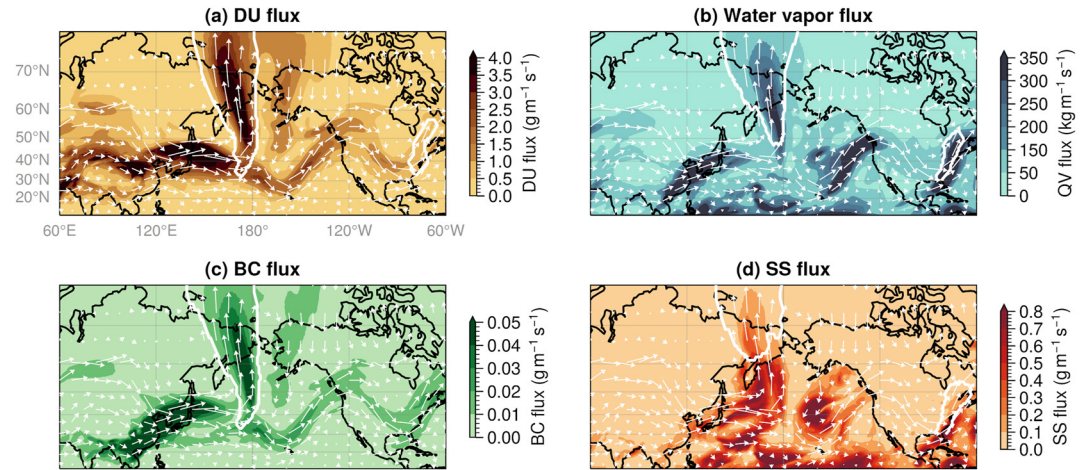 (a) DU flux
70°N
60°N
50°N
40°N
30°N
20°N
60°E
120°E
180°
120°W
60°W
4.0
3.5
3.0
2.5
2.0
1.5
1.0
0.5
0.0
DU flux (g m⁻¹ s⁻¹)
(b) Water vapor flux
350
300
250
200
150
100
50
0
QV flux (kg m⁻¹ s⁻¹)
(c) BC flux
0.05
0.04
0.03
0.02
0.01
0.00
BC flux (g m⁻¹ s⁻¹)
(d) SS flux
0.8
0.7
0.6
0.5
0.4
0.3
0.2
0.1
0.0
SS flux (g m⁻¹ s⁻¹)